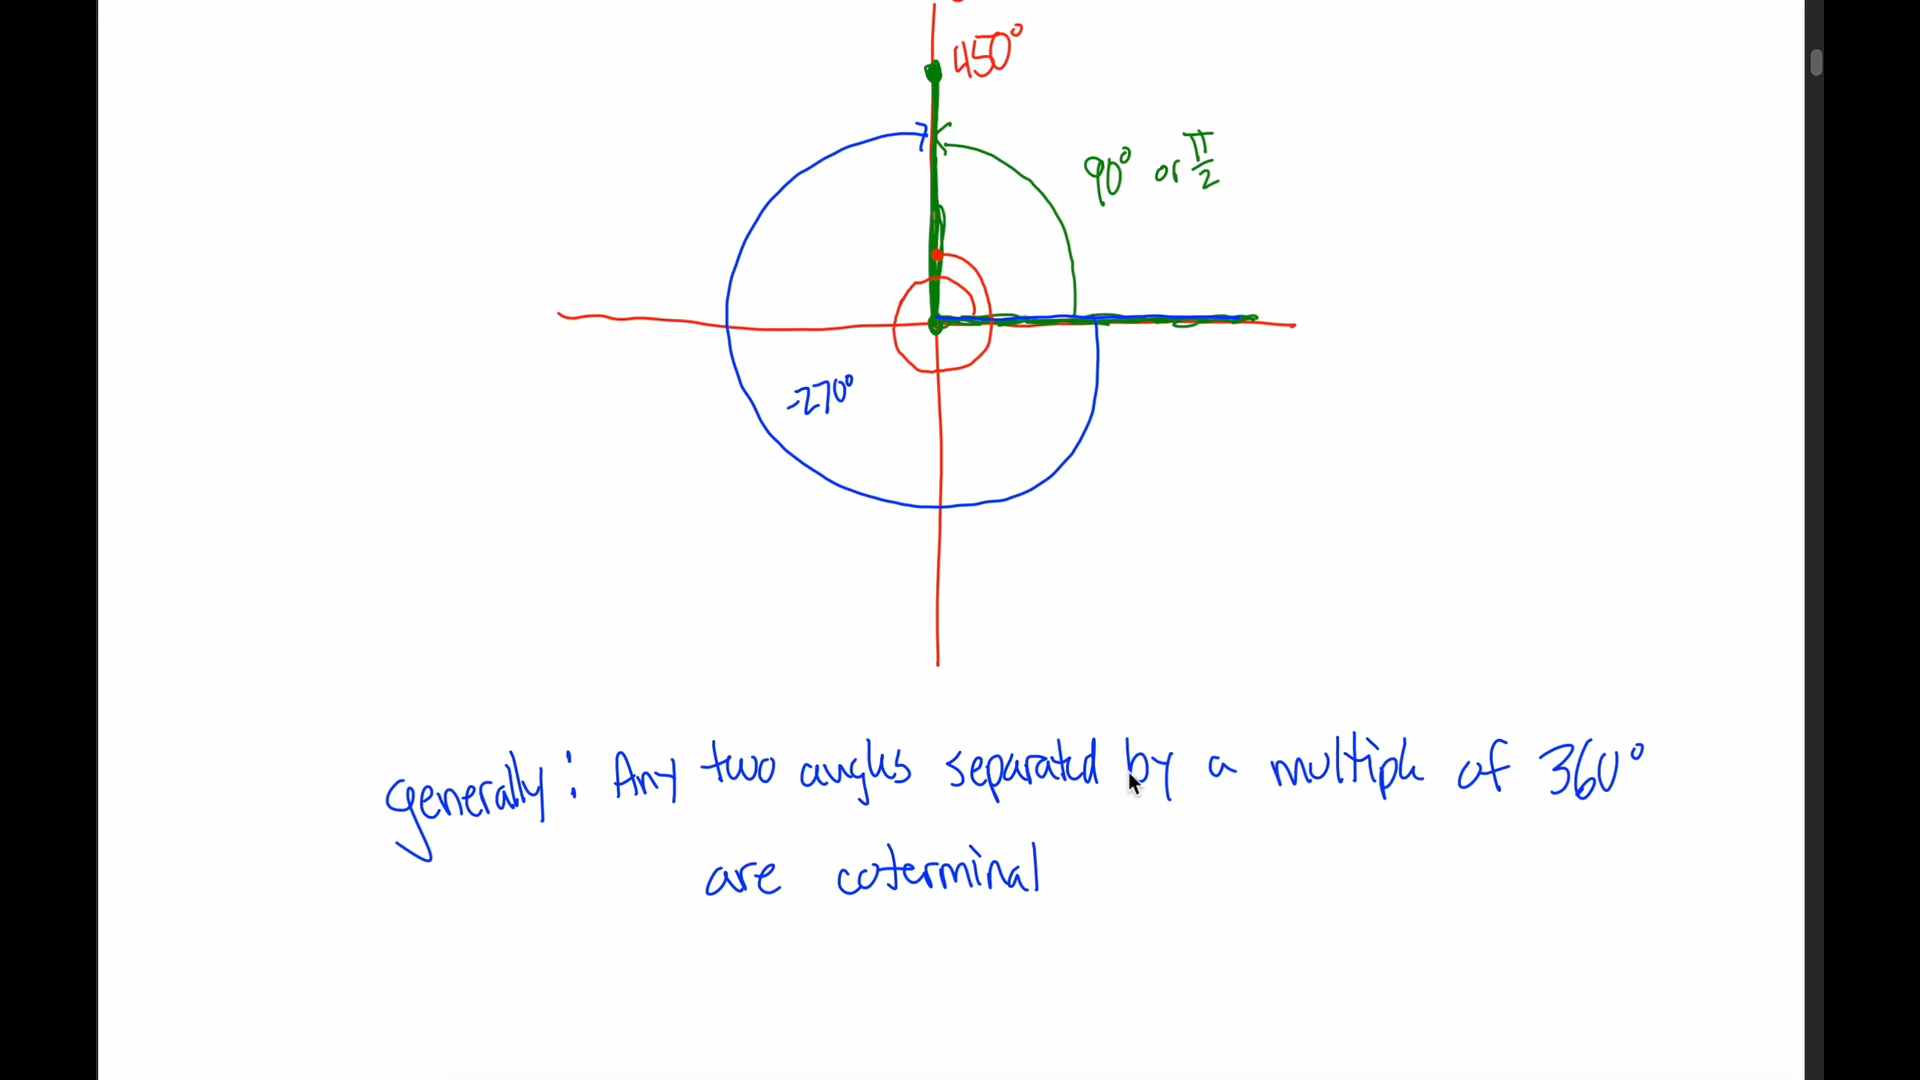 450°
90° or π/2
-270°
generally: Any two angles separated by a multiple of 360°
are coterminal